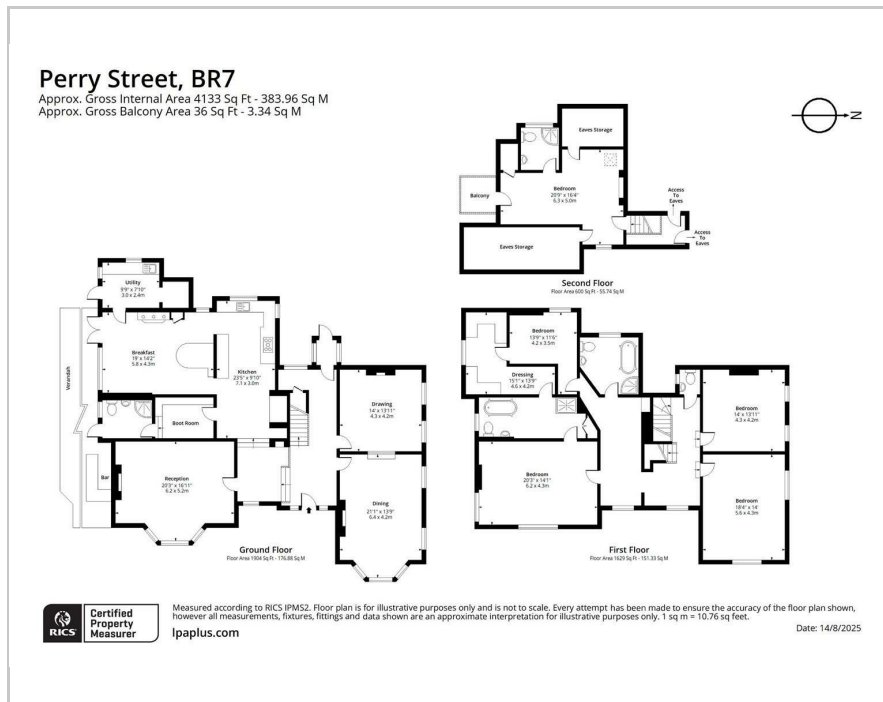 Perry Street, BR7
Approx. Gross Internal Area 4133 Sq Ft - 383.96 Sq M
Approx. Gross Balcony Area 36 Sq Ft - 3.34 Sq M
N
Eaves Storage
Bedroom
20'9" x 16'4"
6.3 x 5.0m
Balcony
Access
To
Eaves
Access
To
Eaves
Eaves Storage
Second Floor
Floor Area 600 Sq Ft - 55.74 Sq M
Utility
9'9" x 7'10"
3.0 x 2.4m
Verandah
Breakfast
19' x 14'2"
5.8 x 4.3m
Kitchen
23'5" x 9'10"
7.1 x 3.0m
Boot Room
Drawing
14' x 13'11"
4.3 x 4.2m
Bar
Reception
20'3" x 16'11"
6.2 x 5.2m
Dining
21'1" x 13'9"
6.4 x 4.2m
Ground Floor
Floor Area 1904 Sq Ft - 176.88 Sq M
Bedroom
13'9" x 11'6"
4.2 x 3.5m
Dressing
15'1" x 13'9"
4.6 x 4.2m
Bedroom
14' x 13'11"
4.3 x 4.2m
Bedroom
20'3" x 14'1"
6.2 x 4.3m
Bedroom
18'4" x 14'
5.6 x 4.3m
First Floor
Floor Area 1629 Sq Ft - 151.33 Sq M
RICS
Certified
Property
Measurer
Measured according to RICS IPMS2. Floor plan is for illustrative purposes only and is not to scale. Every attempt has been made to ensure the accuracy of the floor plan shown,
however all measurements, fixtures, fittings and data shown are an approximate interpretation for illustrative purposes only. 1 sq m = 10.76 sq feet.
lpaplus.com
Date: 14/8/2025